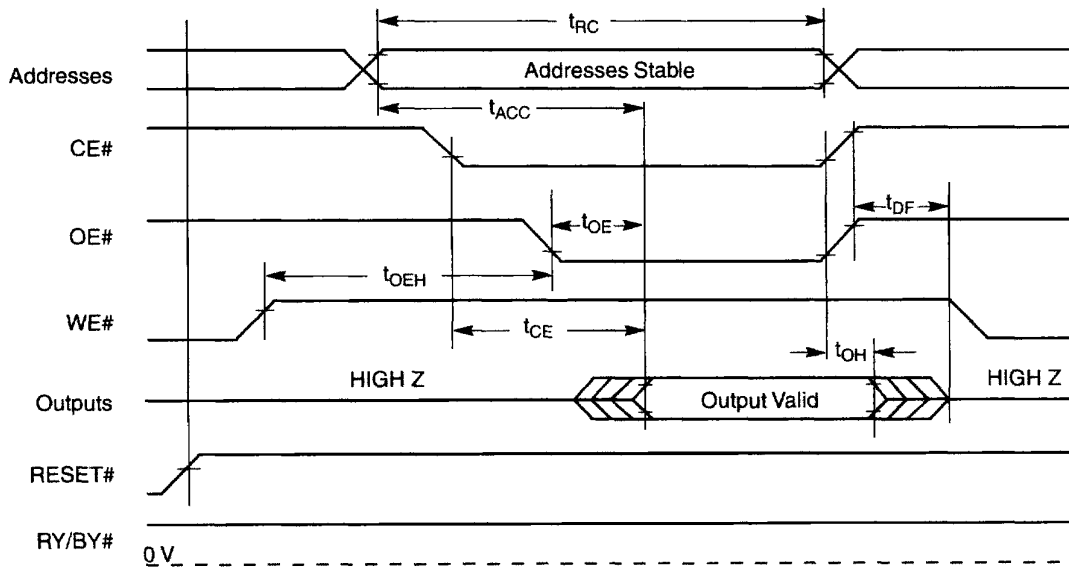 tRC
Addresses
Addresses Stable
tACC
CE#
tDF
OE#
tOE
tOEH
WE#
tCE
tOH
HIGH Z
HIGH Z
Outputs
Output Valid
RESET#
RY/BY#
0 V